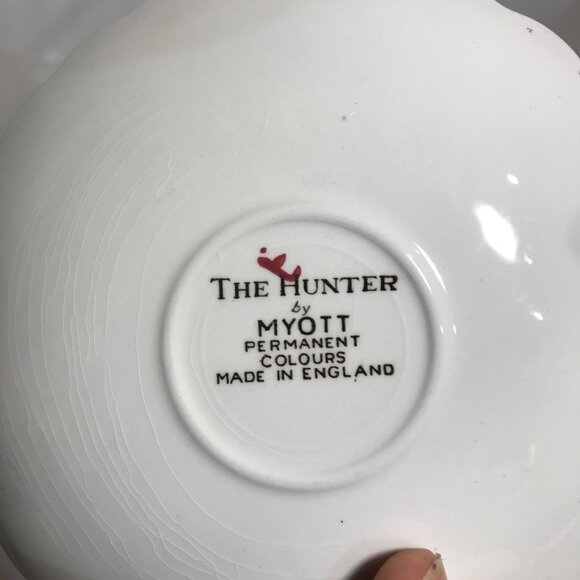 THE HUNTER
by
MYOTT
PERMANENT
COLOURS
MADE IN ENGLAND